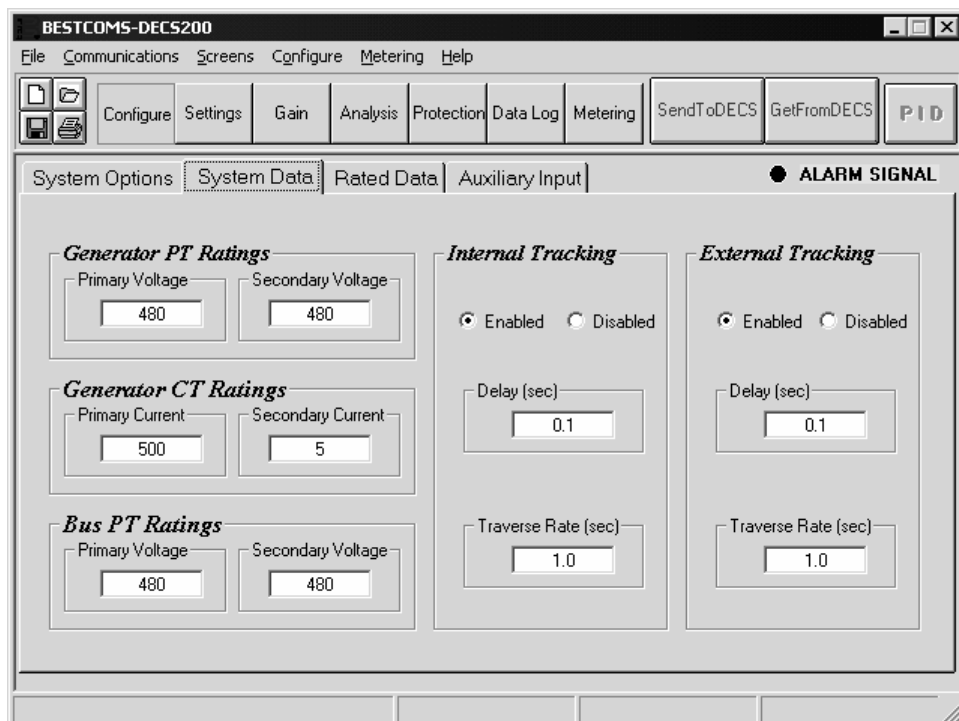 BESTCOMS-DECS200
File Communications Screens Configure Metering Help
Configure Settings Gain Analysis Protection Data Log Metering SendToDECS GetFromDECS PID
System Options System Data Rated Data Auxiliary Input ALARM SIGNAL
Generator PT Ratings
Primary Voltage Secondary Voltage
480 480
Generator CT Ratings
Primary Current Secondary Current
500 5
Bus PT Ratings
Primary Voltage Secondary Voltage
480 480
Internal Tracking
Enabled Disabled
Delay (sec)
0.1
Traverse Rate (sec)
1.0
External Tracking
Enabled Disabled
Delay (sec)
0.1
Traverse Rate (sec)
1.0